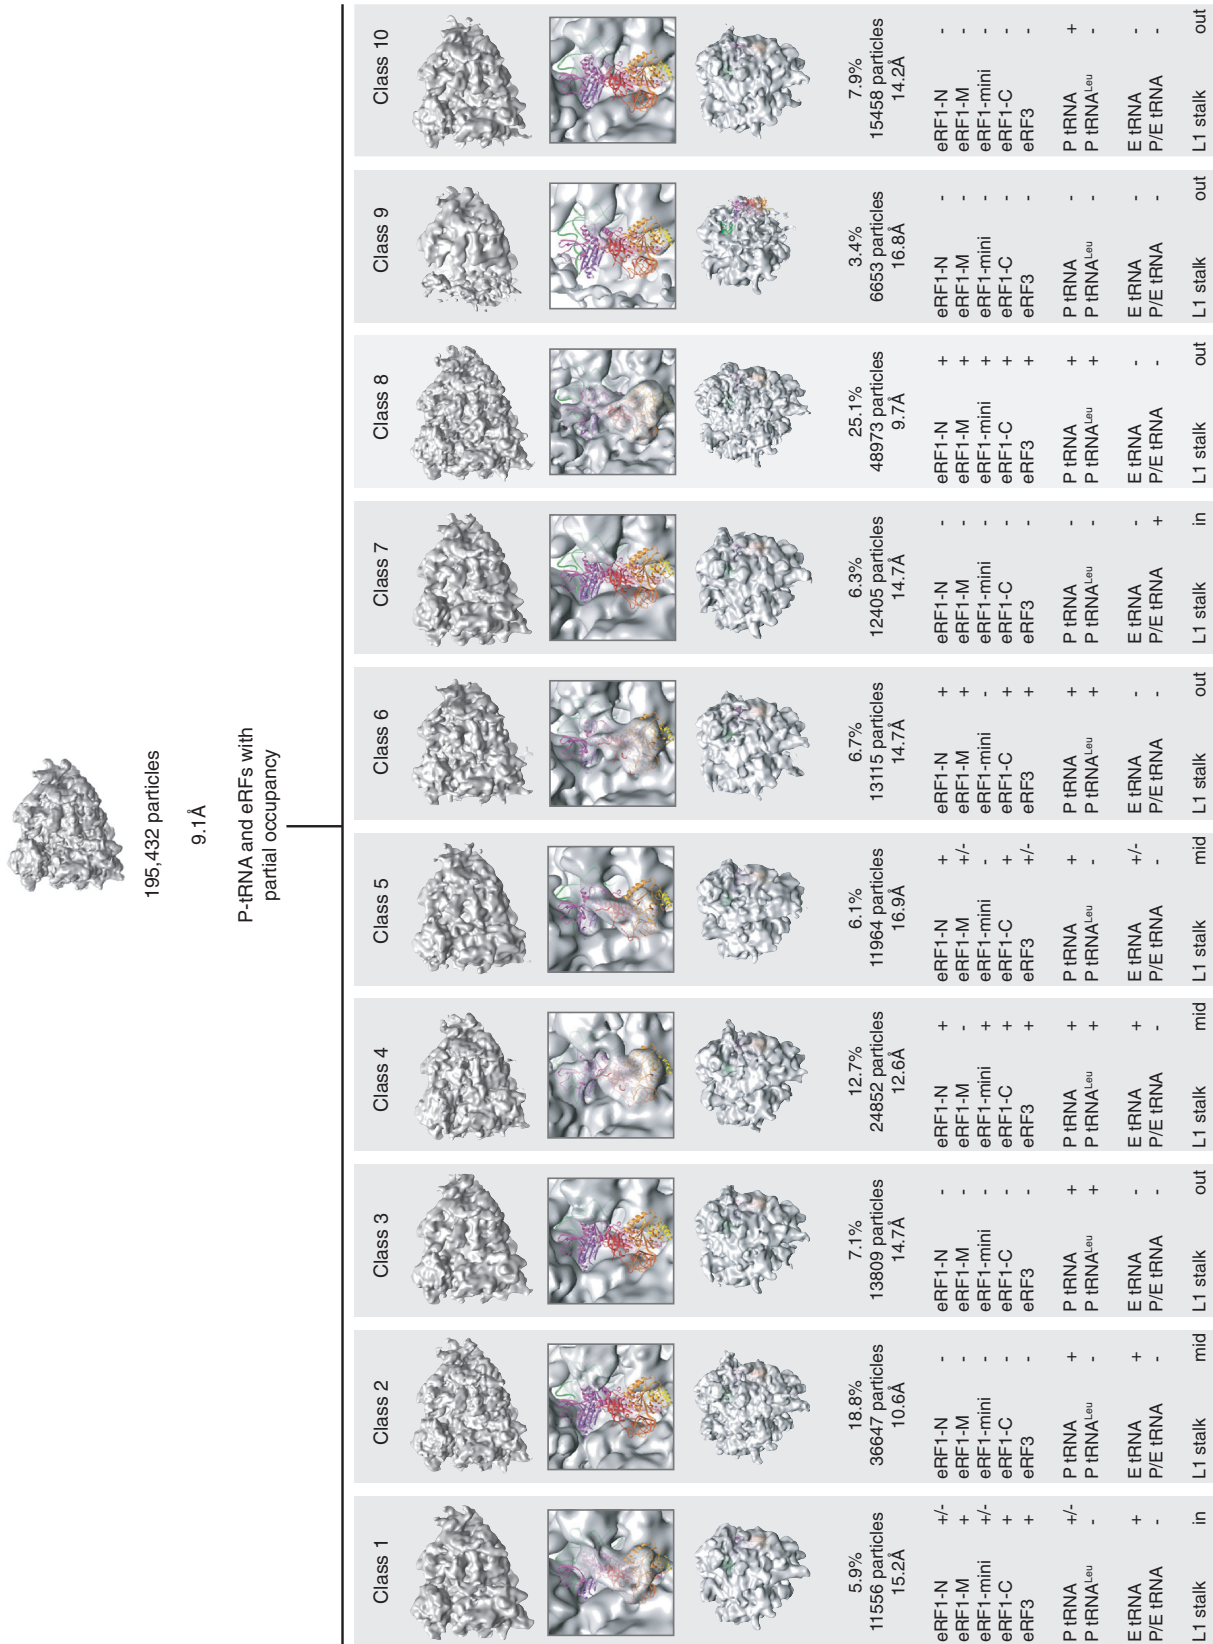 195,432 particles
9.1Å
P-tRNA and eRFs with
partial occupancy
Class 1
5.9%
11556 particles
15.2Å
eRF1-N +/-
eRF1-M +
eRF1-mini +/-
eRF1-C +
eRF3 +
P tRNA +/-
P tRNALeu -
E tRNA +
P/E tRNA -
L1 stalk in
Class 2
18.8%
36647 particles
10.6Å
eRF1-N -
eRF1-M -
eRF1-mini -
eRF1-C -
eRF3 -
P tRNA +
P tRNALeu -
E tRNA +
P/E tRNA -
L1 stalk mid
Class 3
7.1%
13809 particles
14.7Å
eRF1-N -
eRF1-M -
eRF1-mini -
eRF1-C -
eRF3 -
P tRNA +
P tRNALeu +
E tRNA -
P/E tRNA -
L1 stalk out
Class 4
12.7%
24852 particles
12.6Å
eRF1-N +
eRF1-M -
eRF1-mini +
eRF1-C +
eRF3 +
P tRNA +
P tRNALeu +
E tRNA +
P/E tRNA -
L1 stalk mid
Class 5
6.1%
11964 particles
16.9Å
eRF1-N +
eRF1-M +/-
eRF1-mini -
eRF1-C +
eRF3 +/-
P tRNA +
P tRNALeu -
E tRNA +/-
P/E tRNA -
L1 stalk mid
Class 6
6.7%
13115 particles
14.7Å
eRF1-N +
eRF1-M +
eRF1-mini -
eRF1-C +
eRF3 +
P tRNA +
P tRNALeu +
E tRNA -
P/E tRNA -
L1 stalk out
Class 7
6.3%
12405 particles
14.7Å
eRF1-N -
eRF1-M -
eRF1-mini -
eRF1-C -
eRF3 -
P tRNA -
P tRNALeu -
E tRNA -
P/E tRNA +
L1 stalk in
Class 8
25.1%
48973 particles
9.7Å
eRF1-N +
eRF1-M +
eRF1-mini +
eRF1-C +
eRF3 +
P tRNA +
P tRNALeu +
E tRNA -
P/E tRNA -
L1 stalk out
Class 9
3.4%
6653 particles
16.8Å
eRF1-N -
eRF1-M -
eRF1-mini -
eRF1-C -
eRF3 -
P tRNA -
P tRNALeu -
E tRNA -
P/E tRNA -
L1 stalk out
Class 10
7.9%
15458 particles
14.2Å
eRF1-N -
eRF1-M -
eRF1-mini -
eRF1-C -
eRF3 -
P tRNA +
P tRNALeu -
E tRNA -
P/E tRNA -
L1 stalk out